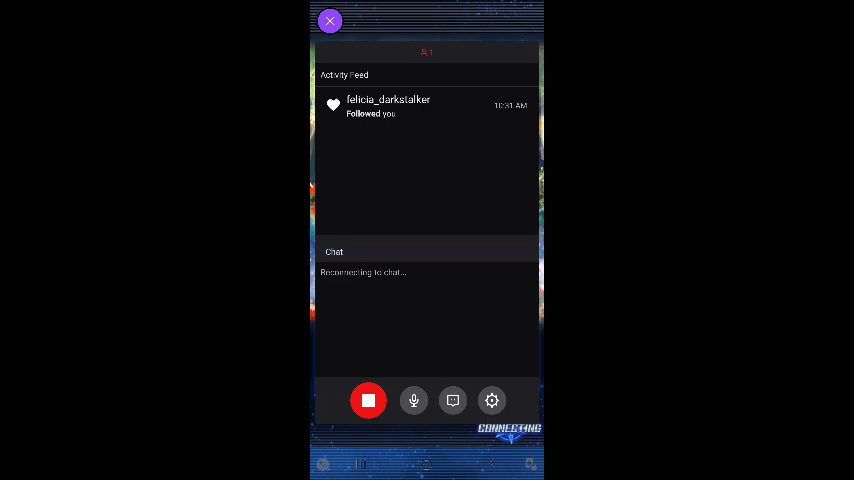 1
Activity Feed
felicia_darkstalker
Followed you
10:31 AM
Chat
Reconnecting to chat...
CONNECTING